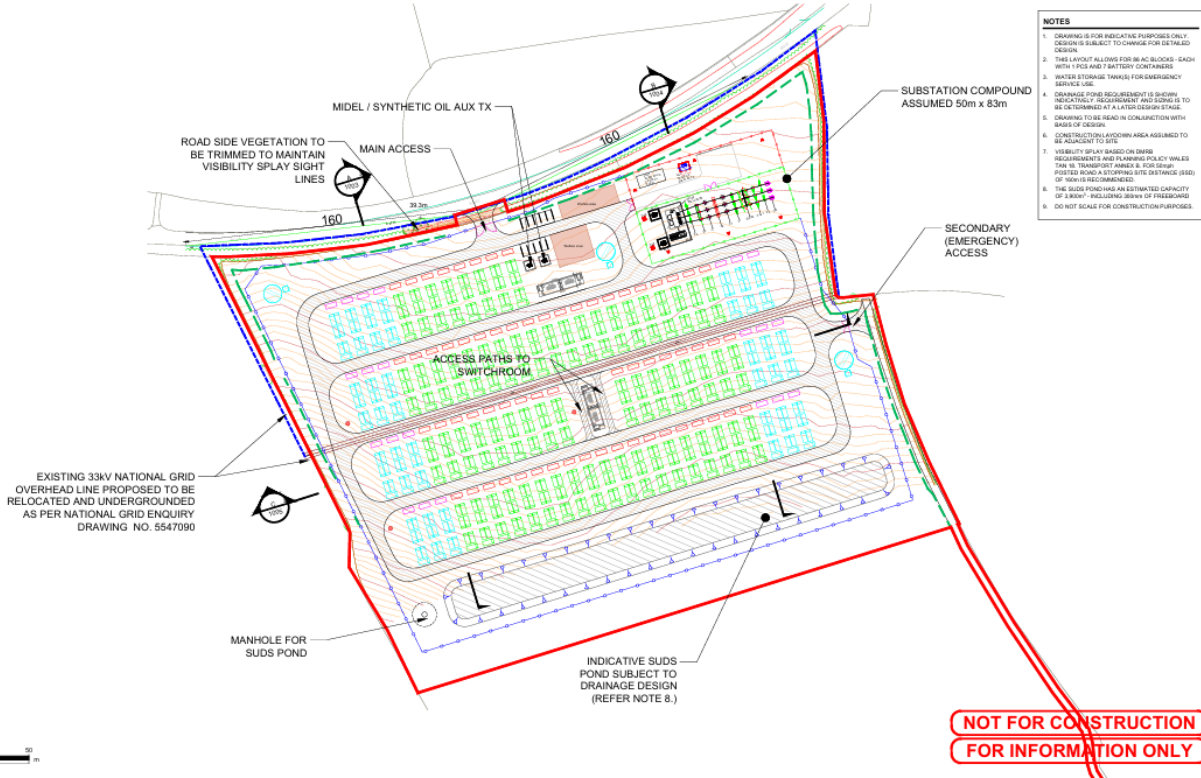 NOTES
1. DRAWING IS FOR INDICATIVE PURPOSES ONLY.
DESIGN IS SUBJECT TO CHANGE FOR DETAILED
DESIGN.
2. THIS LAYOUT ALLOWS FOR 86 AC BLOCKS - EACH
WITH 1 PCS AND 7 BATTERY CONTAINERS
3. WATER STORAGE TANK(S) FOR EMERGENCY
SERVICE USE.
4. DRAINAGE POND REQUIREMENT IS SHOWN
INDICATIVELY. REQUIREMENT AND SIZING IS TO
BE DETERMINED AT A LATER DESIGN STAGE.
5. DRAWING TO BE READ IN CONJUNCTION WITH
BASIS OF DESIGN.
6. CONSTRUCTION LAYDOWN AREA ASSUMED TO
BE ADJACENT TO SITE
7. VISIBILITY SPLAY BASED ON DMRB
REQUIREMENTS AND PLANNING POLICY WALES
TAN 18, TRANSPORT ANNEX B. FOR 50mph
POSTED ROAD A STOPPING SITE DISTANCE (SSD)
OF 160m IS RECOMMENDED.
8. THE SUDS POND HAS AN ESTIMATED CAPACITY
OF 3,900m³ - INCLUDING 300mm OF FREEBOARD
9. DO NOT SCALE FOR CONSTRUCTION PURPOSES.
SUBSTATION COMPOUND
ASSUMED 50m x 83m
MIDEL / SYNTHETIC OIL AUX TX
B
1004
160
ROAD SIDE VEGETATION TO
BE TRIMMED TO MAINTAIN
VISIBILITY SPLAY SIGHT
LINES
MAIN ACCESS
A
1003
39.3m
160
SECONDARY
(EMERGENCY)
ACCESS
ACCESS PATHS TO
SWITCHROOM
EXISTING 33kV NATIONAL GRID
OVERHEAD LINE PROPOSED TO BE
RELOCATED AND UNDERGROUNDED
AS PER NATIONAL GRID ENQUIRY
DRAWING NO. 5547090
C
1005
MANHOLE FOR
SUDS POND
INDICATIVE SUDS
POND SUBJECT TO
DRAINAGE DESIGN
(REFER NOTE 8.)
NOT FOR CONSTRUCTION
FOR INFORMATION ONLY
50
m